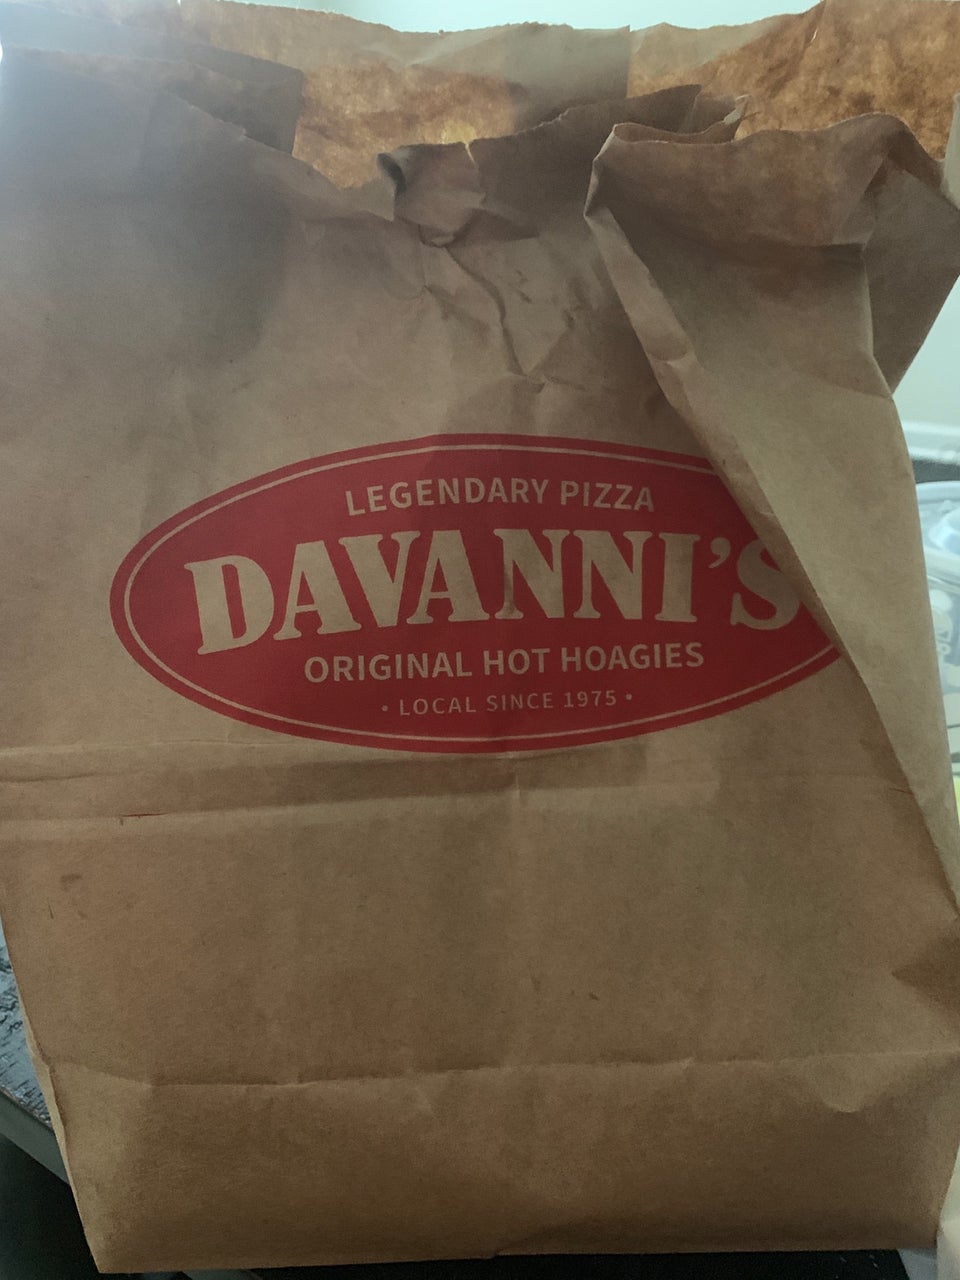 LEGENDARY PIZZA
DAVANNI'S
ORIGINAL HOT HOAGIES
• LOCAL SINCE 1975 •